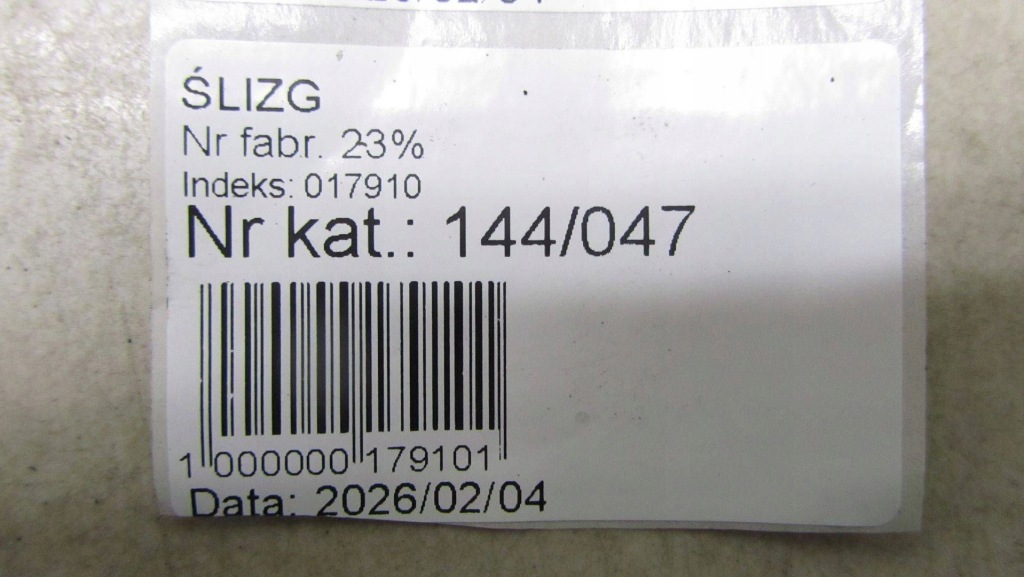 ŚLIZG
Nr fabr. 23%
Indeks: 017910
Nr kat.: 144/047
1 000000 179101
Data: 2026/02/04